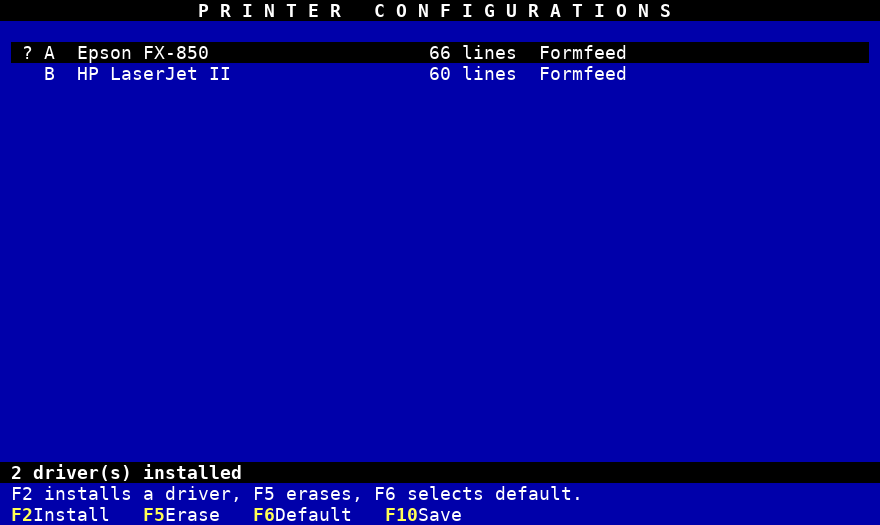 P R I N T E R   C O N F I G U R A T I O N S
? A  Epson FX-850                    66 lines  Formfeed
B  HP LaserJet II                  60 lines  Formfeed
2 driver(s) installed
F2 installs a driver, F5 erases, F6 selects default.
F2Install   F5Erase   F6Default   F10Save